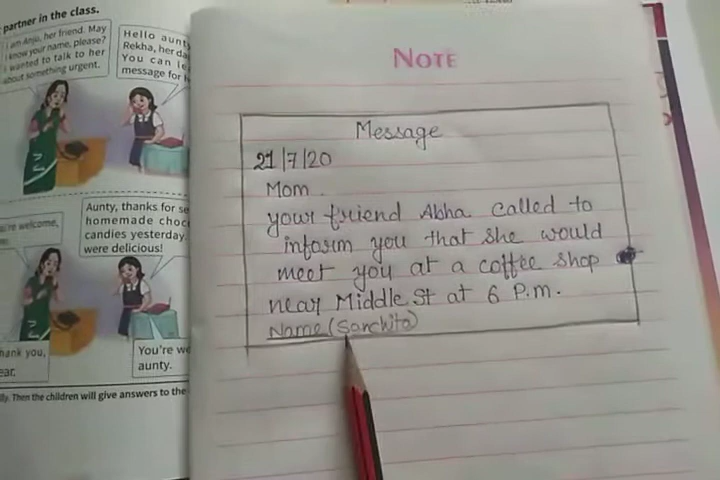 partner in the class.
I am Anju, her friend. May
I know your name, please?
I wanted to talk to her
about something urgent.
Hello aunty
Rekha, her da
You can le
message for h
You're welcome,
Aunty, thanks for se
homemade choc
candies yesterday.
were delicious!
Thank you,
You're we
aunty.
Then the children will give answers to the
NOTE
Message
21/7/20
Mom
your friend Abha called to
inform you that she would
meet you at a coffee shop
near Middle St at 6 P.m.
Name (Sanchita)